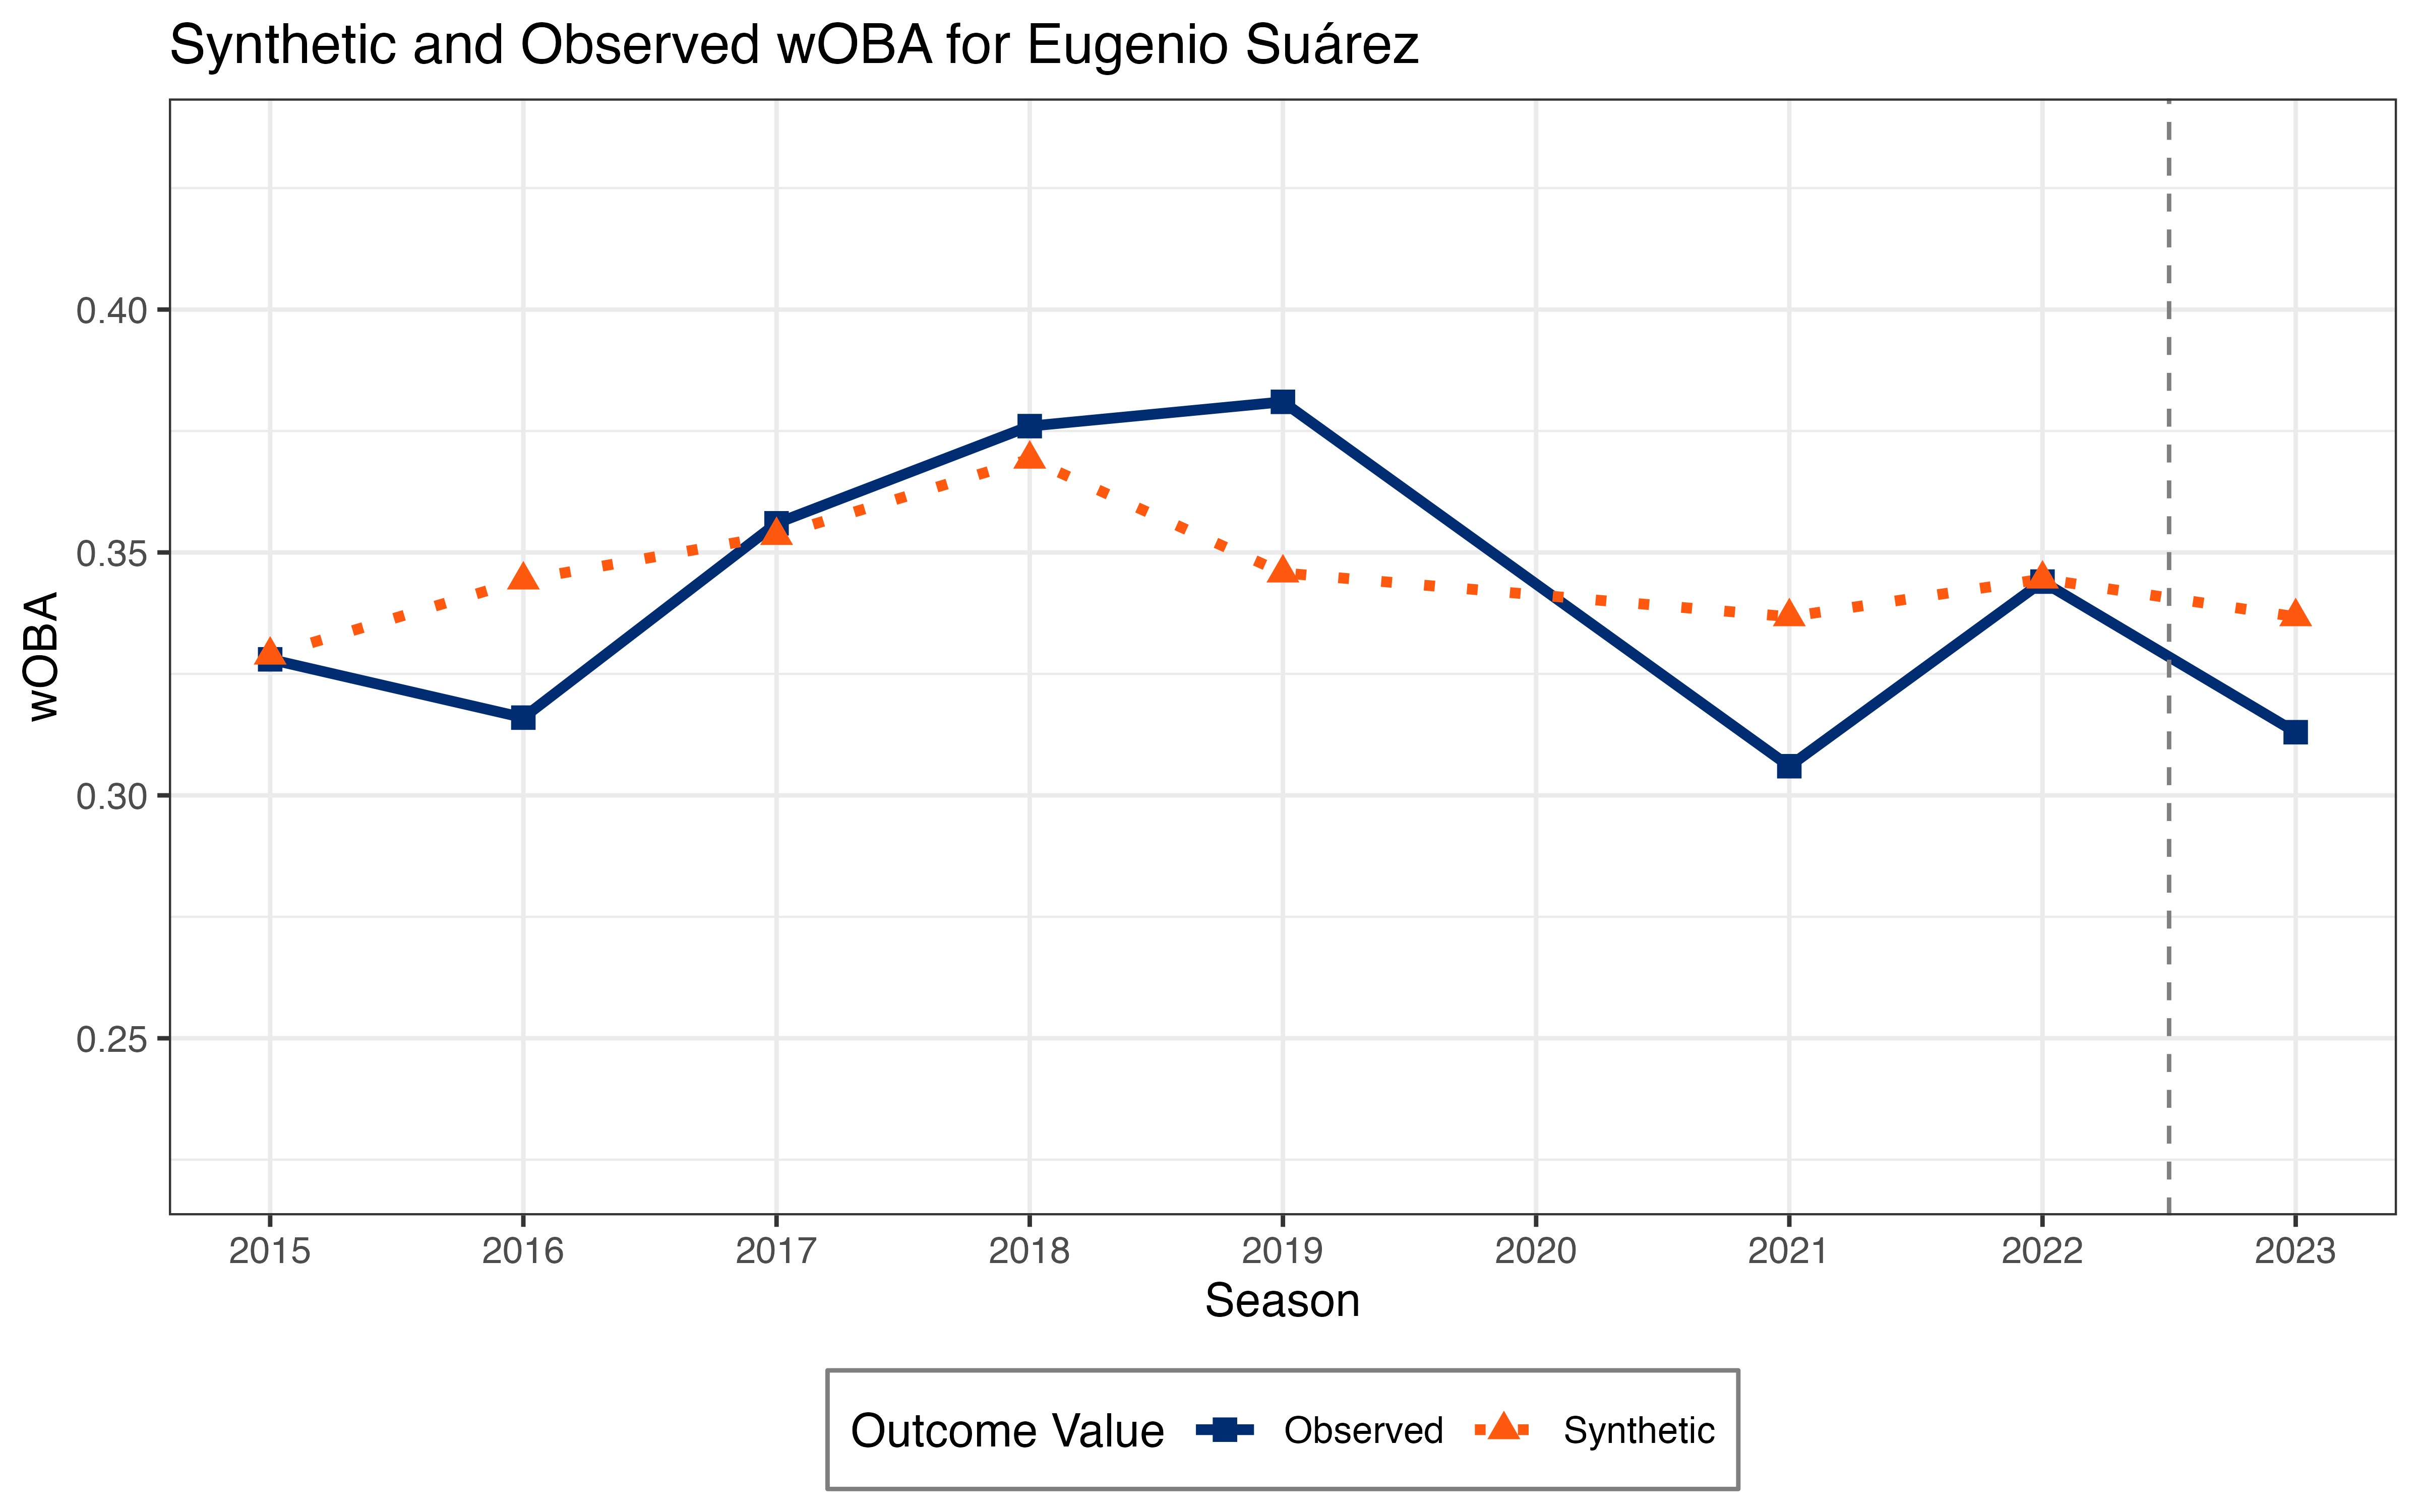 Synthetic and Observed wOBA for Eugenio Suárez
wOBA
0.40
0.35
0.30
0.25
2015 2016 2017 2018 2019 2020 2021 2022 2023
Season
Outcome Value Observed Synthetic